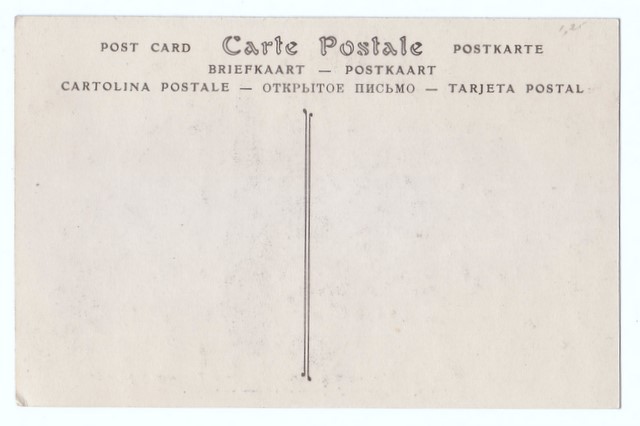 POST CARD Carte Postale POSTKARTE
BRIEFKAART — POSTKAART
CARTOLINA POSTALE — ОТКРЫТОЕ ПИСЬМО — TARJETA POSTAL